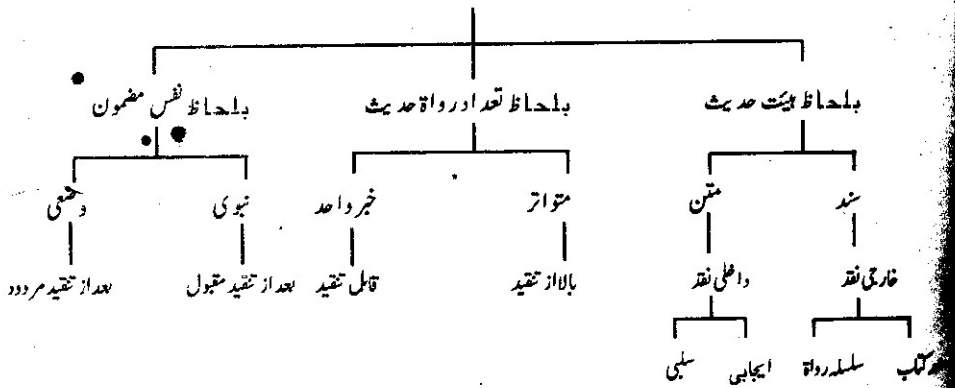 بلحاظ ہیئت حدیث بلحاظ تعداد رواۃ حدیث بلحاظ نفس مضمون
سند متن متواتر خبر واحد نبوی وضعی
خارجی نقد داخلی نقد بالا از تنقید قابل تنقید بعد از تنقید مقبول بعد از تنقید مردود
کتاب سلسلہ رواۃ ایجابی سلبی